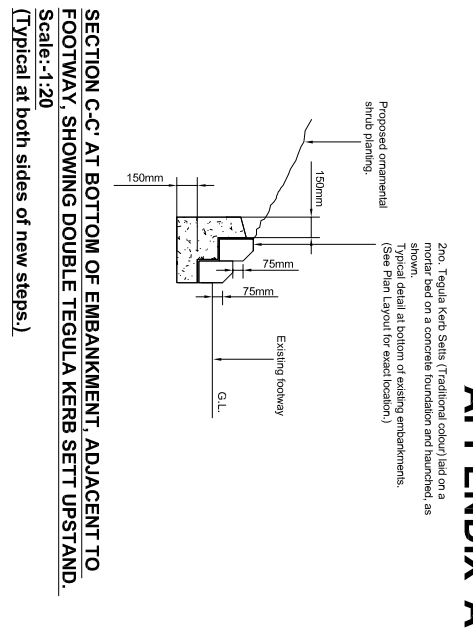 APPENDIX A
2no. Tegula Kerb Setts (Traditional colour) laid on a
mortar bed on a concrete foundation and haunched, as
shown.
Typical detail at bottom of existing embankments.
(See Plan Layout for exact location.)
Proposed ornamental
shrub planting.
150mm
75mm
75mm
150mm
Existing footway
G.L.
SECTION C-C' AT BOTTOM OF EMBANKMENT, ADJACENT TO
FOOTWAY, SHOWING DOUBLE TEGULA KERB SETT UPSTAND.
Scale:-1:20
(Typical at both sides of new steps.)